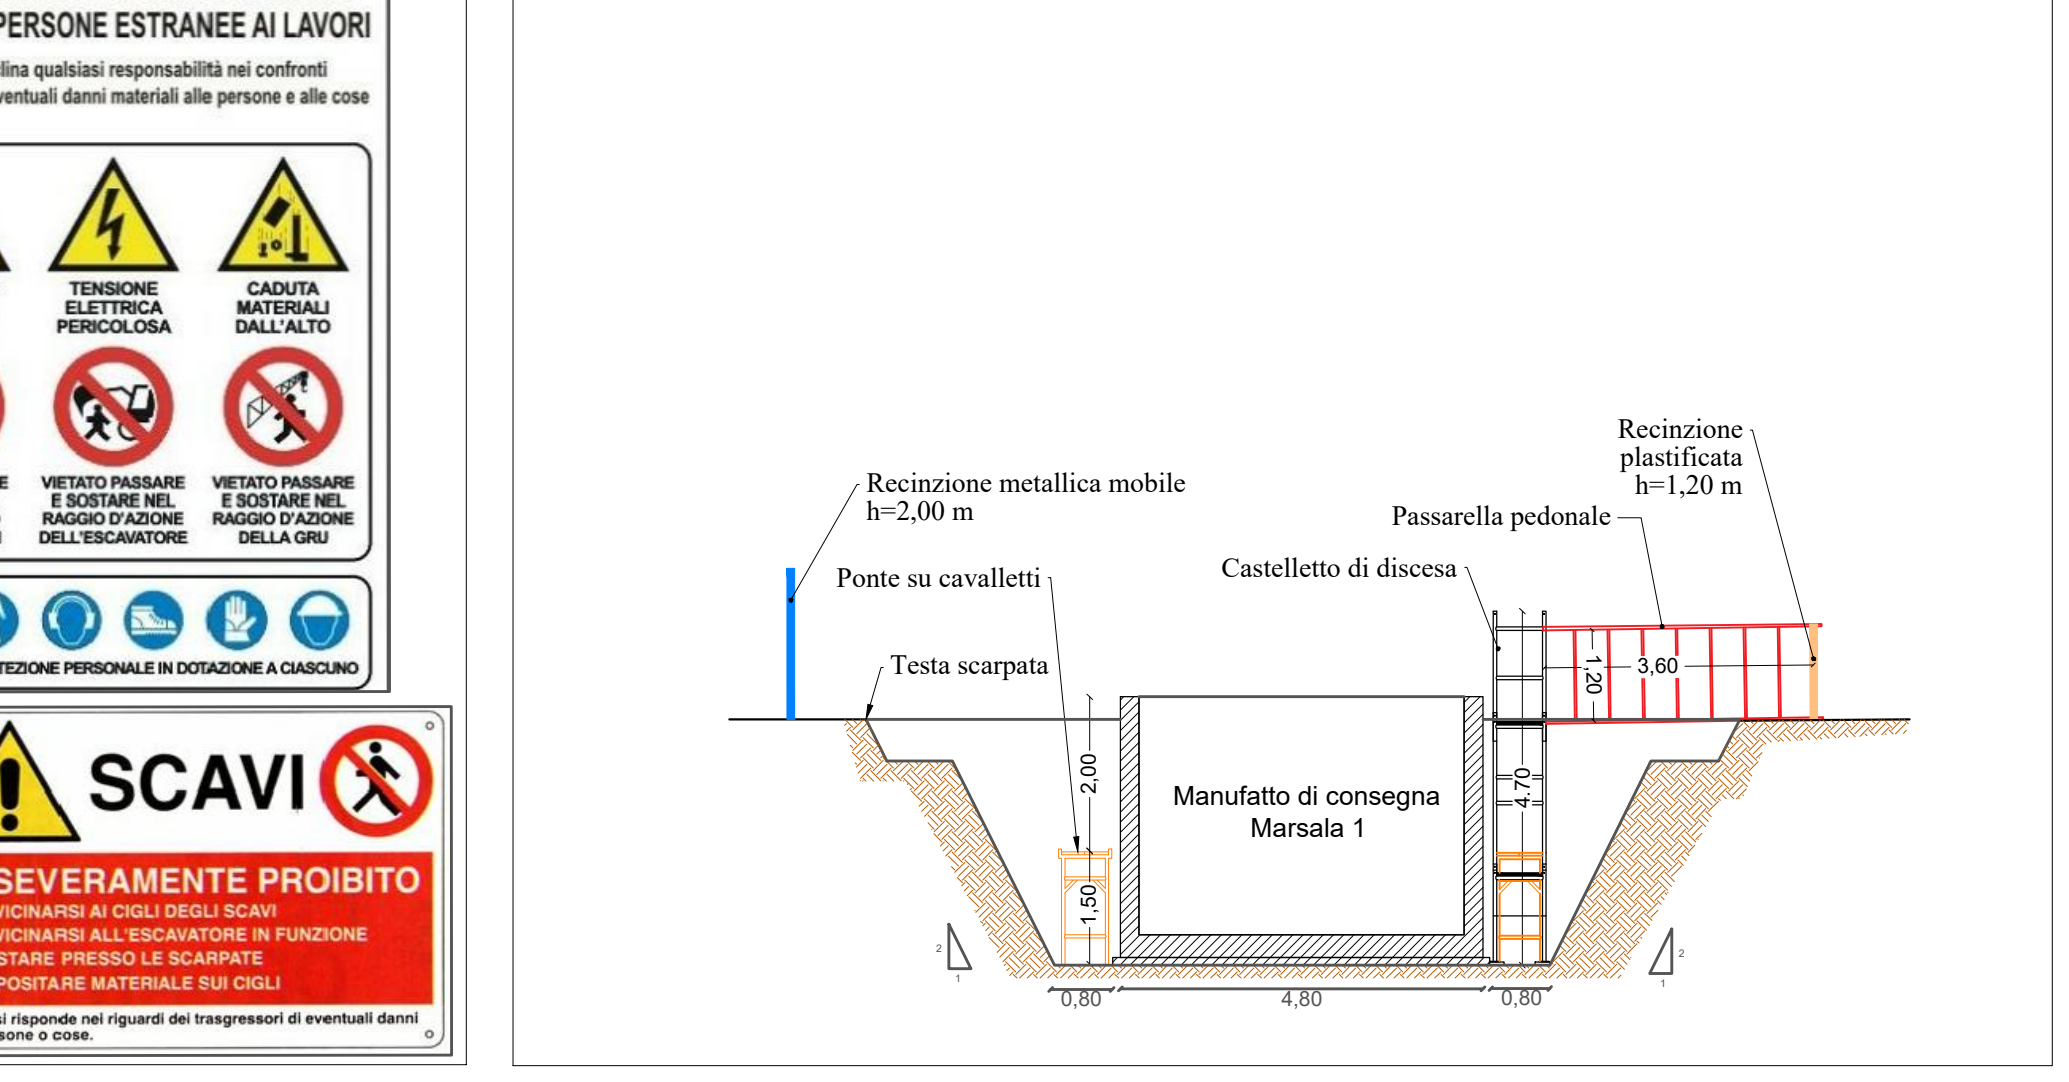 PERSONE ESTRANEE AI LAVORI
qualsiasi responsabilità nei confronti
eventuali danni materiali alle persone e alle cose
TENSIONE
ELETTRICA
PERICOLOSA
CADUTA
MATERIALI
DALL'ALTO
VIETATO PASSARE
E SOSTARE NEL
RAGGIO D'AZIONE
DELL'ESCAVATORE
VIETATO PASSARE
E SOSTARE NEL
RAGGIO D'AZIONE
DELLA GRU
TEZIONE PERSONALE IN DOTAZIONE A CIASCUNO
SCAVI
SEVERAMENTE PROIBITO
VICINARSI AI CIGLI DEGLI SCAVI
VICINARSI ALL'ESCAVATORE IN FUNZIONE
STARE PRESSO LE SCARPATE
POSITARE MATERIALE SUI CIGLI
si risponde nei riguardi dei trasgressori di eventuali danni
sone o cose.
Recinzione
plastificata
h=1,20 m
Recinzione metallica mobile
h=2,00 m
Passarella pedonale
Castelletto di discesa
Ponte su cavalletti
Testa scarpata
1,20
3,60
2,00
4.70
Manufatto di consegna
Marsala 1
1,50
2
1
2
1
0,80
4,80
0,80